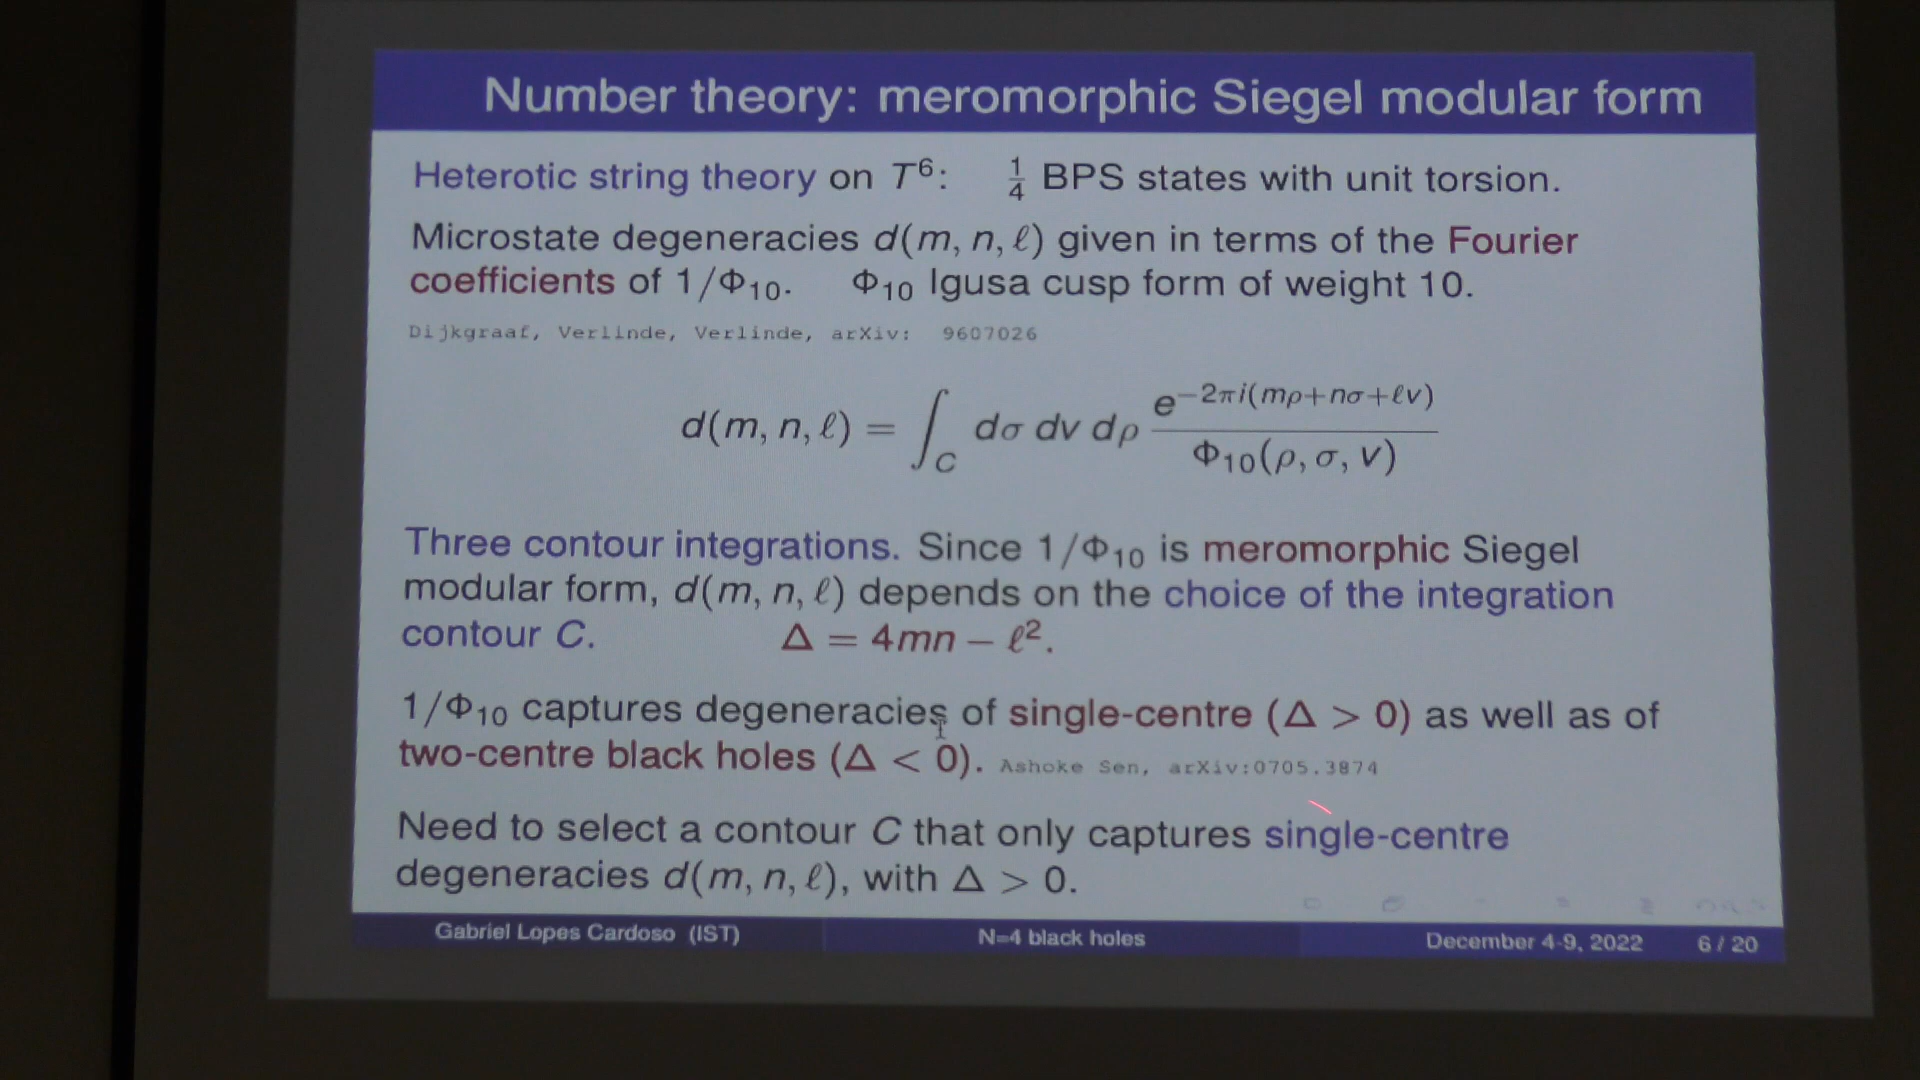 Number theory: meromorphic Siegel modular form
Heterotic string theory on T⁶: ¼ BPS states with unit torsion.
Microstate degeneracies d(m, n, ℓ) given in terms of the Fourier
coefficients of 1/Φ₁₀. Φ₁₀ Igusa cusp form of weight 10.
Dijkgraaf, Verlinde, Verlinde, arXiv: 9607026
d(m, n, ℓ) = ∫_C dσ dv dρ e^{−2πi(mρ+nσ+ℓv)} / Φ₁₀(ρ, σ, v)
Three contour integrations. Since 1/Φ₁₀ is meromorphic Siegel
modular form, d(m, n, ℓ) depends on the choice of the integration
contour C. Δ = 4mn − ℓ².
1/Φ₁₀ captures degeneracies of single-centre (Δ > 0) as well as of
two-centre black holes (Δ < 0). Ashoke Sen, arXiv:0705.3874
Need to select a contour C that only captures single-centre
degeneracies d(m, n, ℓ), with Δ > 0.
Gabriel Lopes Cardoso (IST) N=4 black holes December 4-9, 2022 6 / 20